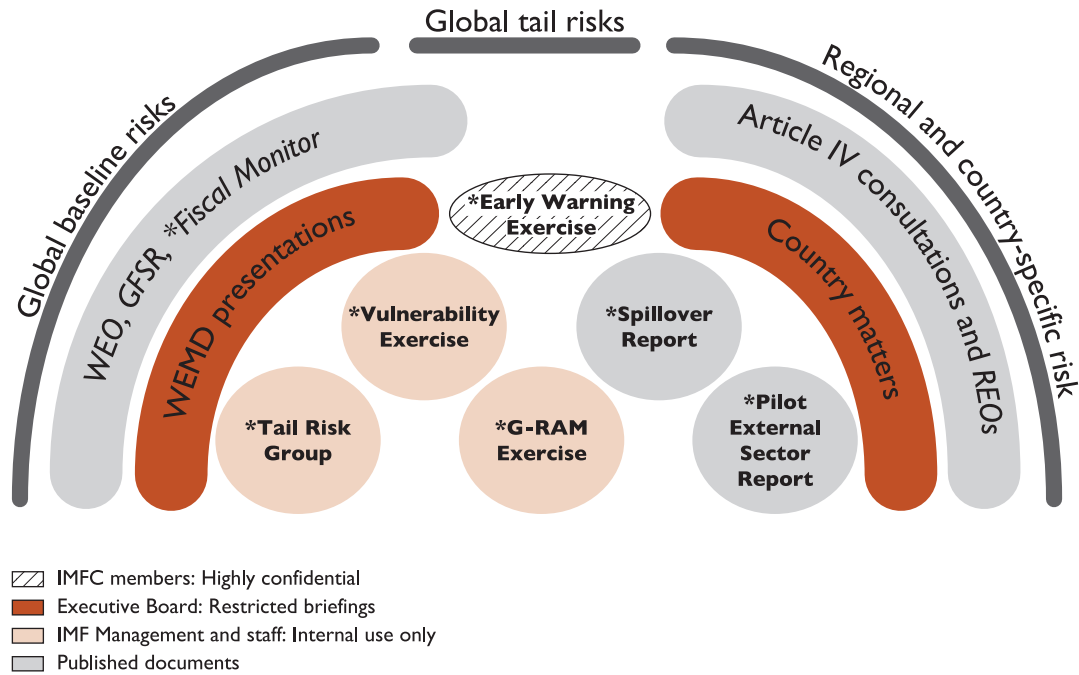 Global tail risks
Global baseline risks
Regional and country-specific risk
WEO, GFSR, *Fiscal Monitor
Article IV consultations and REOs
WEMD presentations
Country matters
*Early Warning
Exercise
*Vulnerability
Exercise
*Spillover
Report
*Tail Risk
Group
*G-RAM
Exercise
*Pilot
External
Sector
Report
IMFC members: Highly confidential
Executive Board: Restricted briefings
IMF Management and staff: Internal use only
Published documents